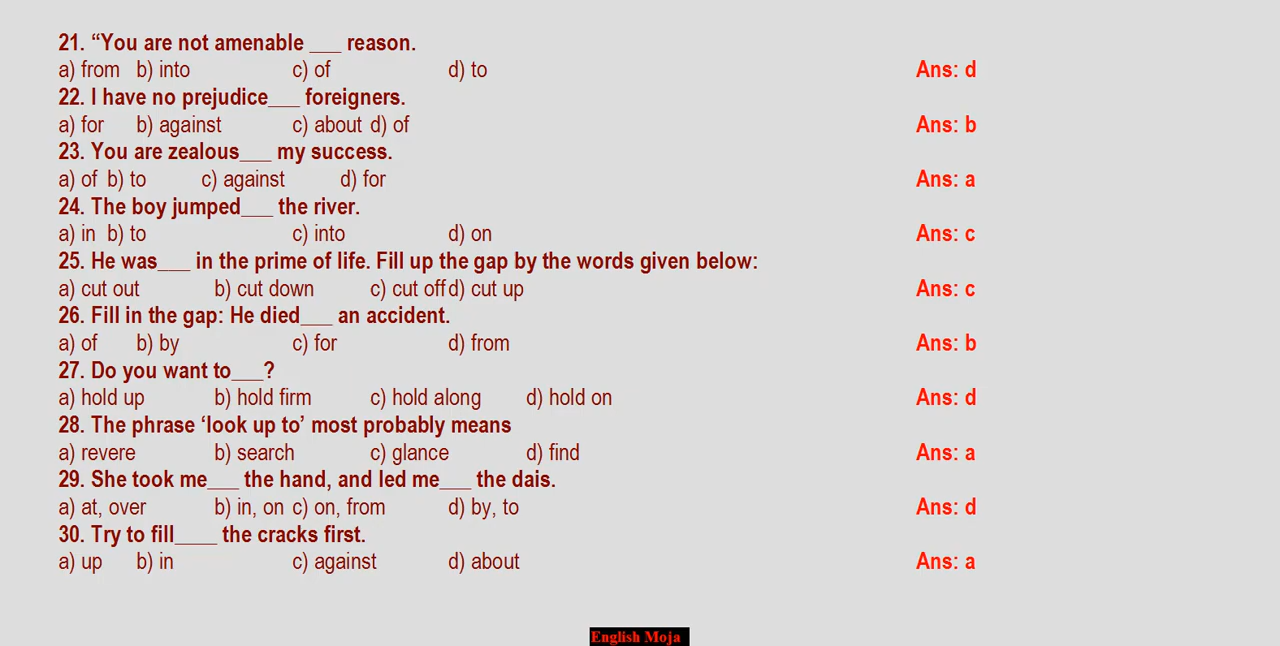 21. “You are not amenable ___ reason.
a) from b) into c) of d) to Ans: d
22. I have no prejudice___ foreigners.
a) for b) against c) about d) of Ans: b
23. You are zealous___ my success.
a) of b) to c) against d) for Ans: a
24. The boy jumped___ the river.
a) in b) to c) into d) on Ans: c
25. He was___ in the prime of life. Fill up the gap by the words given below:
a) cut out b) cut down c) cut off d) cut up Ans: c
26. Fill in the gap: He died___ an accident.
a) of b) by c) for d) from Ans: b
27. Do you want to___?
a) hold up b) hold firm c) hold along d) hold on Ans: d
28. The phrase ‘look up to’ most probably means
a) revere b) search c) glance d) find Ans: a
29. She took me___ the hand, and led me___ the dais.
a) at, over b) in, on c) on, from d) by, to Ans: d
30. Try to fill____ the cracks first.
a) up b) in c) against d) about Ans: a
English Moja